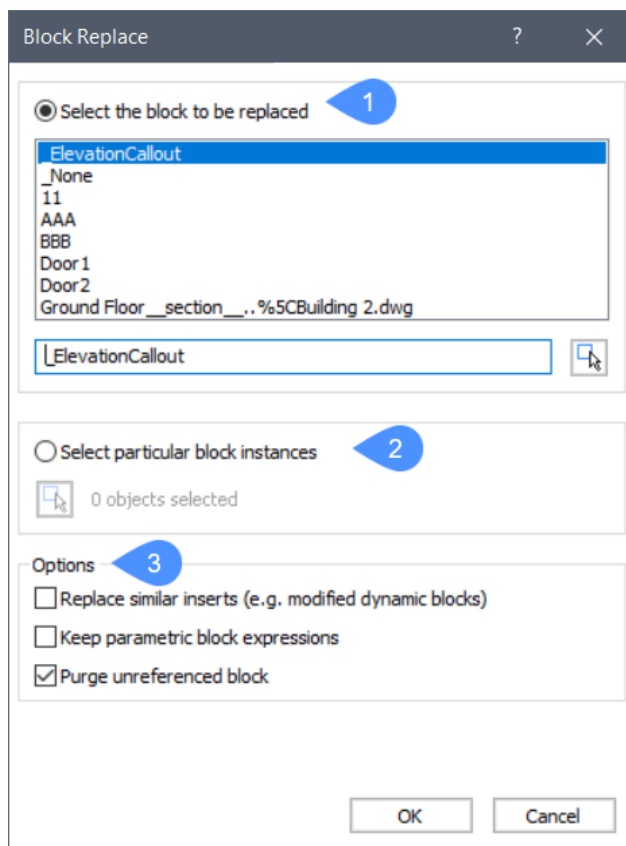 Block Replace ? ×
Select the block to be replaced 1
_ElevationCallout
_None
11
AAA
BBB
Door1
Door2
Ground Floor__section__..%5CBuilding 2.dwg
_ElevationCallout
Select particular block instances 2
0 objects selected
Options 3
Replace similar inserts (e.g. modified dynamic blocks)
Keep parametric block expressions
Purge unreferenced block
OK Cancel